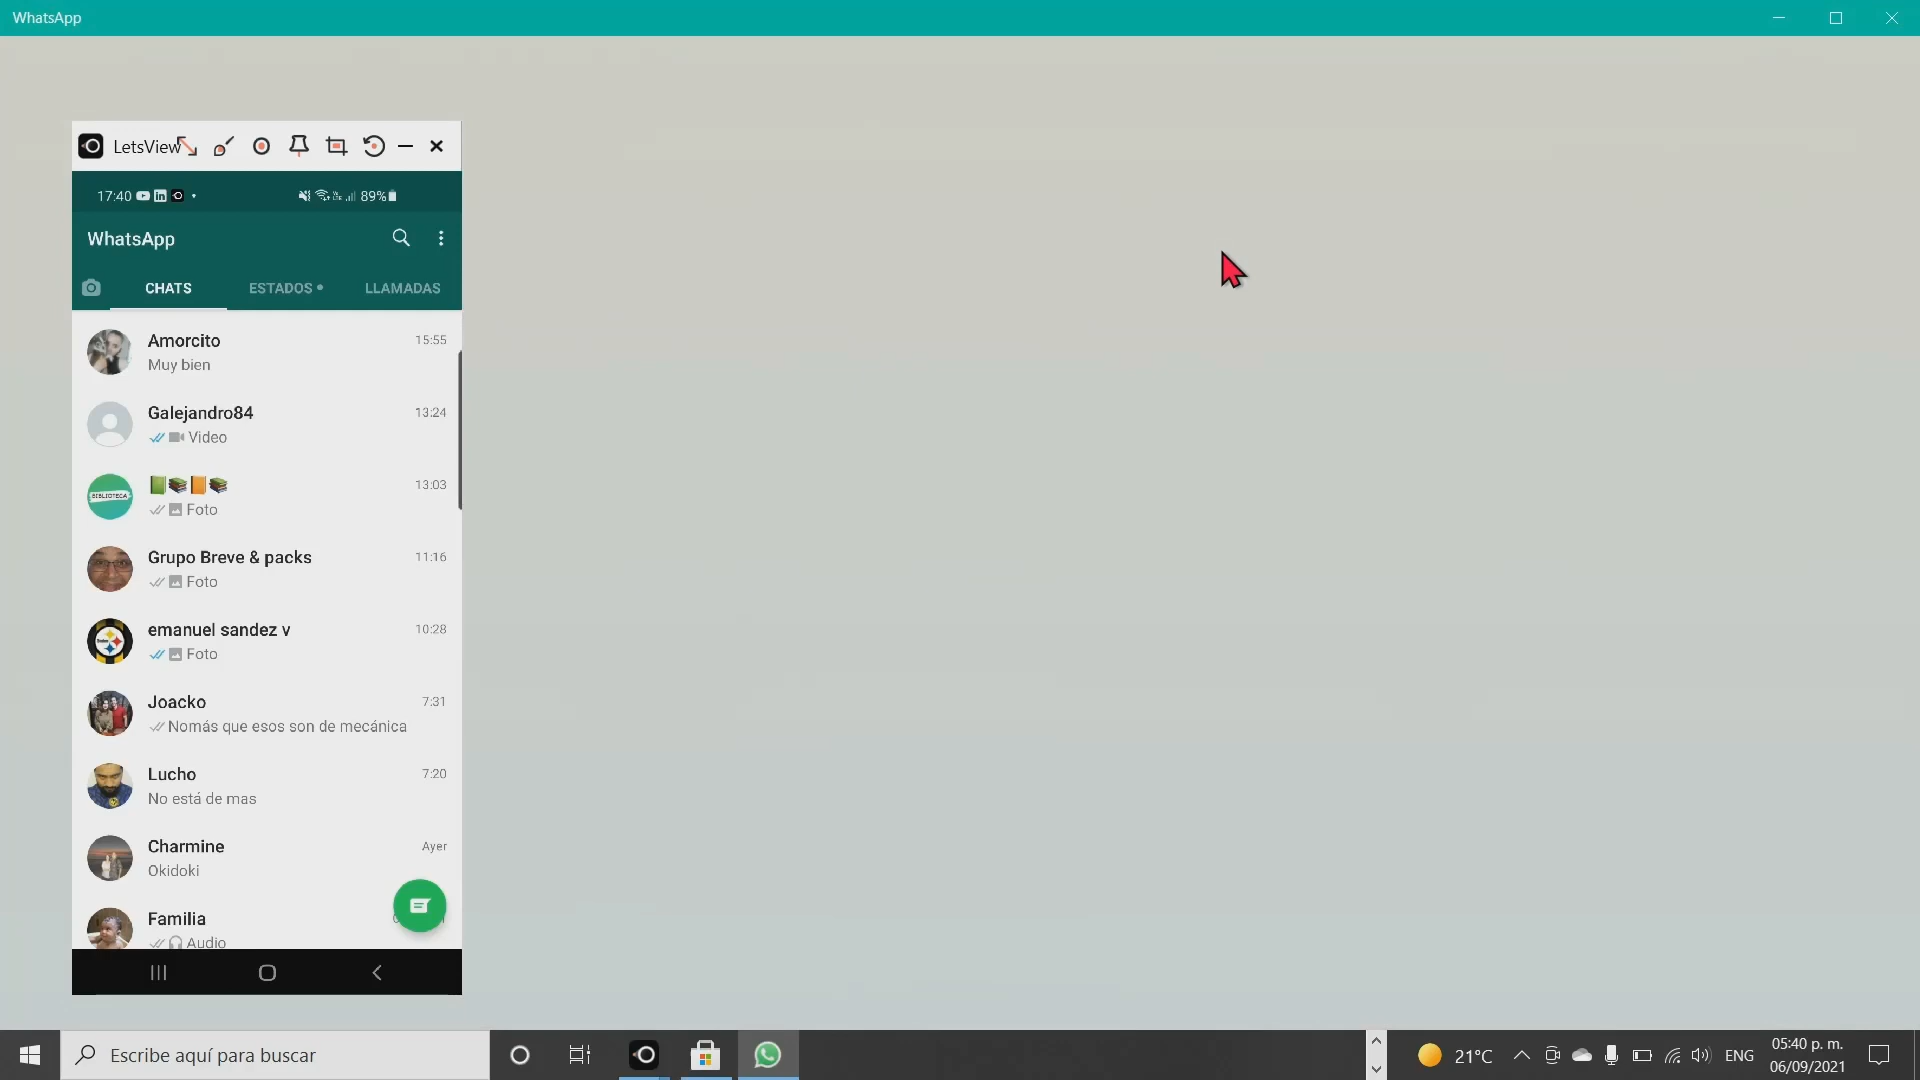 WhatsApp
LetsView
17:40
89%
WhatsApp
CHATS
ESTADOS
LLAMADAS
Amorcito
15:55
Muy bien
Galejandro84
13:24
Video
BIBLIOTECA
13:03
Foto
Grupo Breve & packs
11:16
Foto
emanuel sandez v
10:28
Foto
Joacko
7:31
Nomás que esos son de mecánica
Lucho
7:20
No está de mas
Charmine
Ayer
Okidoki
Familia
Audio
Escribe aquí para buscar
21°C
ENG
05:40 p. m.
06/09/2021